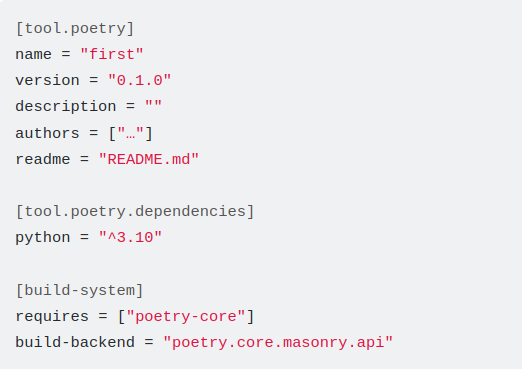 [tool.poetry]
name = "first"
version = "0.1.0"
description = ""
authors = ["…"]
readme = "README.md"

[tool.poetry.dependencies]
python = "^3.10"

[build-system]
requires = ["poetry-core"]
build-backend = "poetry.core.masonry.api"